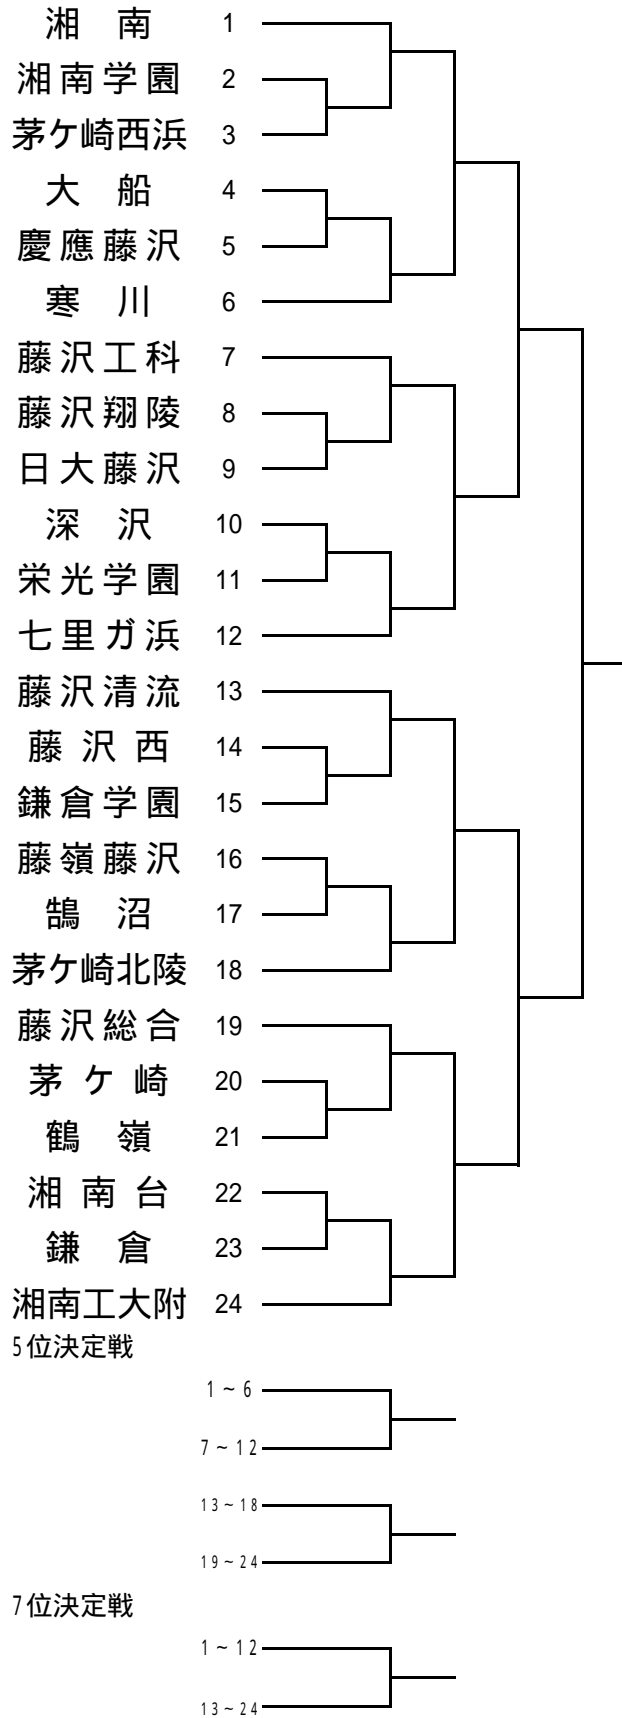 湘 南 1
湘南学園 2
茅ケ崎西浜 3
大 船 4
慶應藤沢 5
寒 川 6
藤沢工科 7
藤沢翔陵 8
日大藤沢 9
深 沢 10
栄光学園 11
七里ガ浜 12
藤沢清流 13
藤沢西 14
鎌倉学園 15
藤嶺藤沢 16
鵠 沼 17
茅ケ崎北陵 18
藤沢総合 19
茅ケ崎 20
鶴 嶺 21
湘南台 22
鎌 倉 23
湘南工大附 24
5位決定戦
1～6
7～12
13～18
19～24
7位決定戦
1～12
13～24